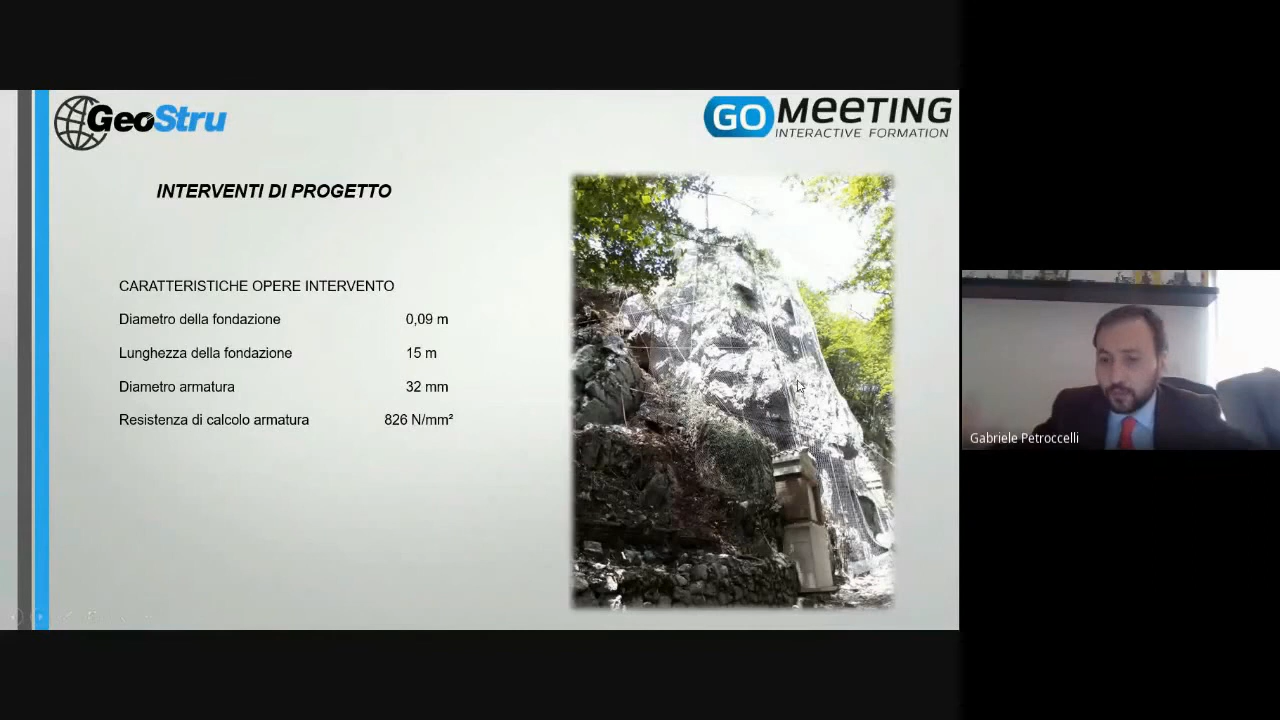 GeoStru
GO MEETING
INTERACTIVE FORMATION
INTERVENTI DI PROGETTO
CARATTERISTICHE OPERE INTERVENTO
Diametro della fondazione 0,09 m
Lunghezza della fondazione 15 m
Diametro armatura 32 mm
Resistenza di calcolo armatura 826 N/mm²
Gabriele Petroccelli